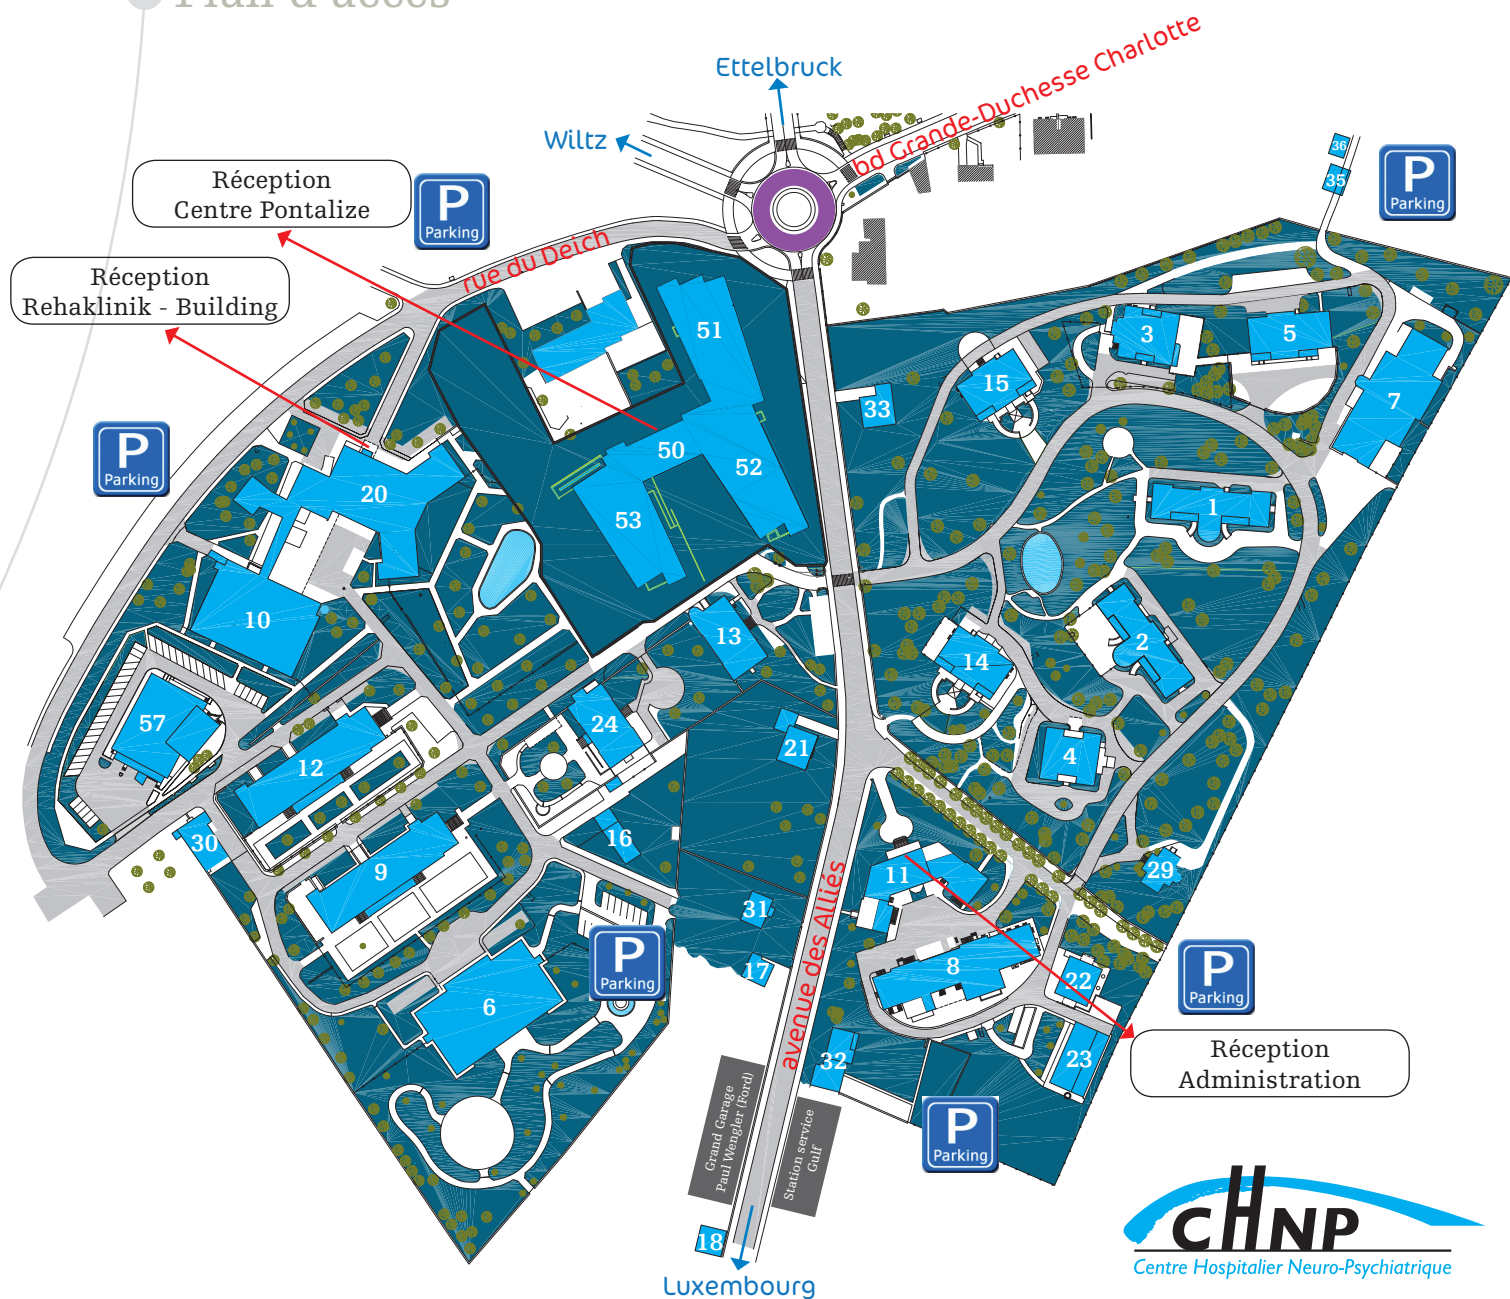 Plan d'accès
Ettelbruck
bd Grande-Duchesse Charlotte
Wiltz
36
35
P
Parking
Réception
Centre Pontalize
P
Parking
rue du Deich
Réception
Rehaklinik - Building
51
3
5
15
7
33
P
Parking
50
52
20
53
1
10
13
2
14
57
24
21
4
12
16
30
9
11
29
31
avenue des Alliés
17
8
22
P
Parking
P
Parking
6
32
23
Réception
Administration
Grand Garage
Paul Wengler (Ford)
Station service
Gulf
P
Parking
18
Luxembourg
CHNP
Centre Hospitalier Neuro-Psychiatrique